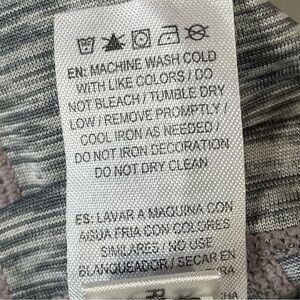 EN: MACHINE WASH COLD
WITH LIKE COLORS / DO
NOT BLEACH / TUMBLE DRY
LOW / REMOVE PROMPTLY /
COOL IRON AS NEEDED /
DO NOT IRON DECORATION
DO NOT DRY CLEAN
ES: LAVAR A MAQUINA CON
AGUA FRIA CON COLORES
SIMILARES / NO USE
BLANQUEADOR / SECAR EN